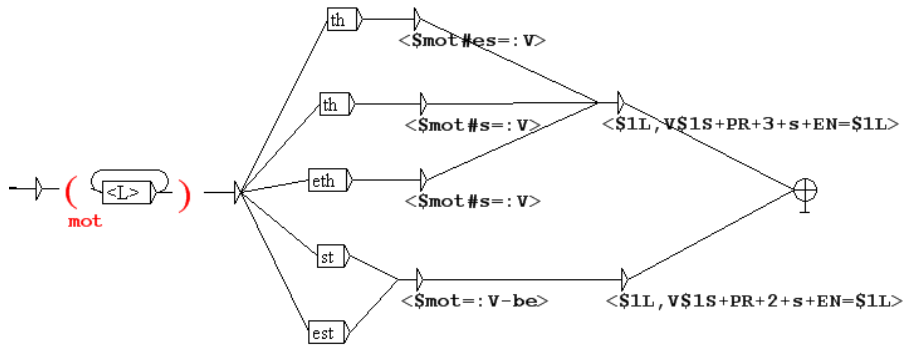 th
<$mot#es=:V>
th
<$mot#s=:V>
<$1L,V$1S+PR+3+s+EN=$1L>
( <L> )
mot
eth
<$mot#s=:V>
st
<$mot=:V-be>
<$1L,V$1S+PR+2+s+EN=$1L>
est